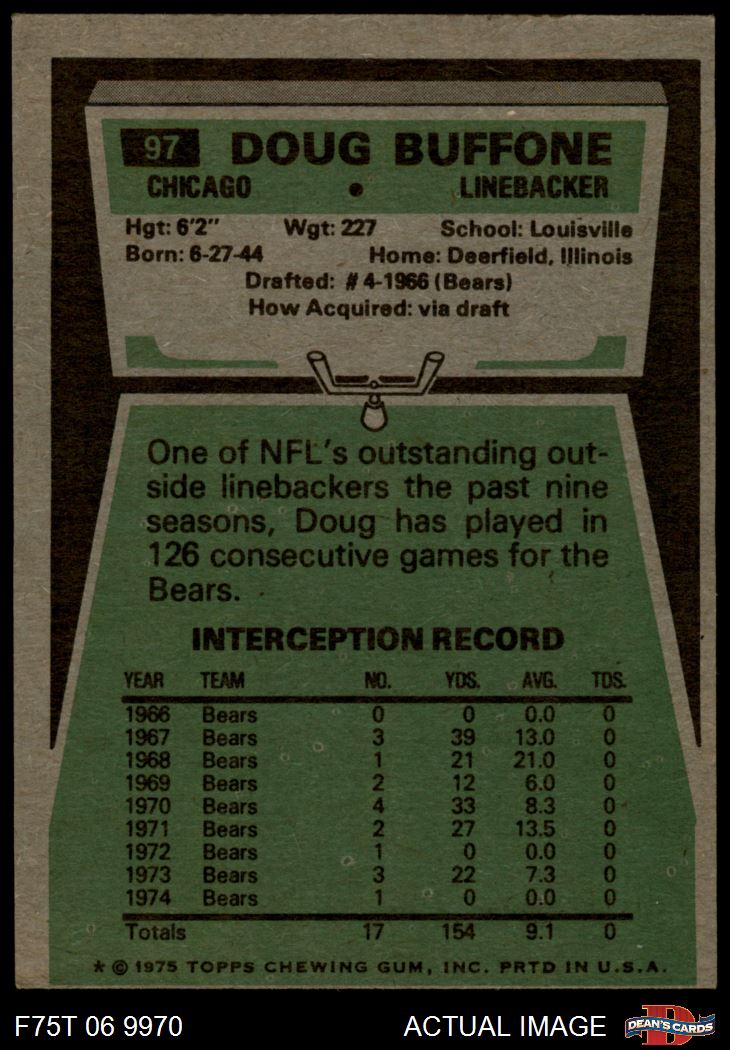 97 DOUG BUFFONE
CHICAGO • LINEBACKER
Hgt: 6'2" Wgt: 227 School: Louisville
Born: 6-27-44 Home: Deerfield, Illinois
Drafted: #4-1966 (Bears)
How Acquired: via draft
One of NFL's outstanding out-
side linebackers the past nine
seasons, Doug has played in
126 consecutive games for the
Bears.
INTERCEPTION RECORD
YEAR TEAM NO. YDS. AVG. TDS.
1966 Bears 0 0 0.0 0
1967 Bears 3 39 13.0 0
1968 Bears 1 21 21.0 0
1969 Bears 2 12 6.0 0
1970 Bears 4 33 8.3 0
1971 Bears 2 27 13.5 0
1972 Bears 1 0 0.0 0
1973 Bears 3 22 7.3 0
1974 Bears 1 0 0.0 0
Totals 17 154 9.1 0
* © 1975 TOPPS CHEWING GUM, INC. PRTD IN U.S.A.
F75T 06 9970 ACTUAL IMAGE D DEAN'S CARDS